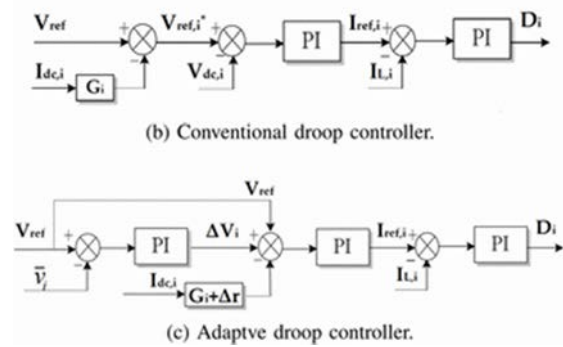 Vref Vref,i* PI Iref,i PI Di
Idc,i Gi Vdc,i IL,i
(b) Conventional droop controller.
Vref
Vref PI ΔVi PI Iref,i PI Di
v̄i Idc,i Gi+Δr IL,i
(c) Adaptve droop controller.